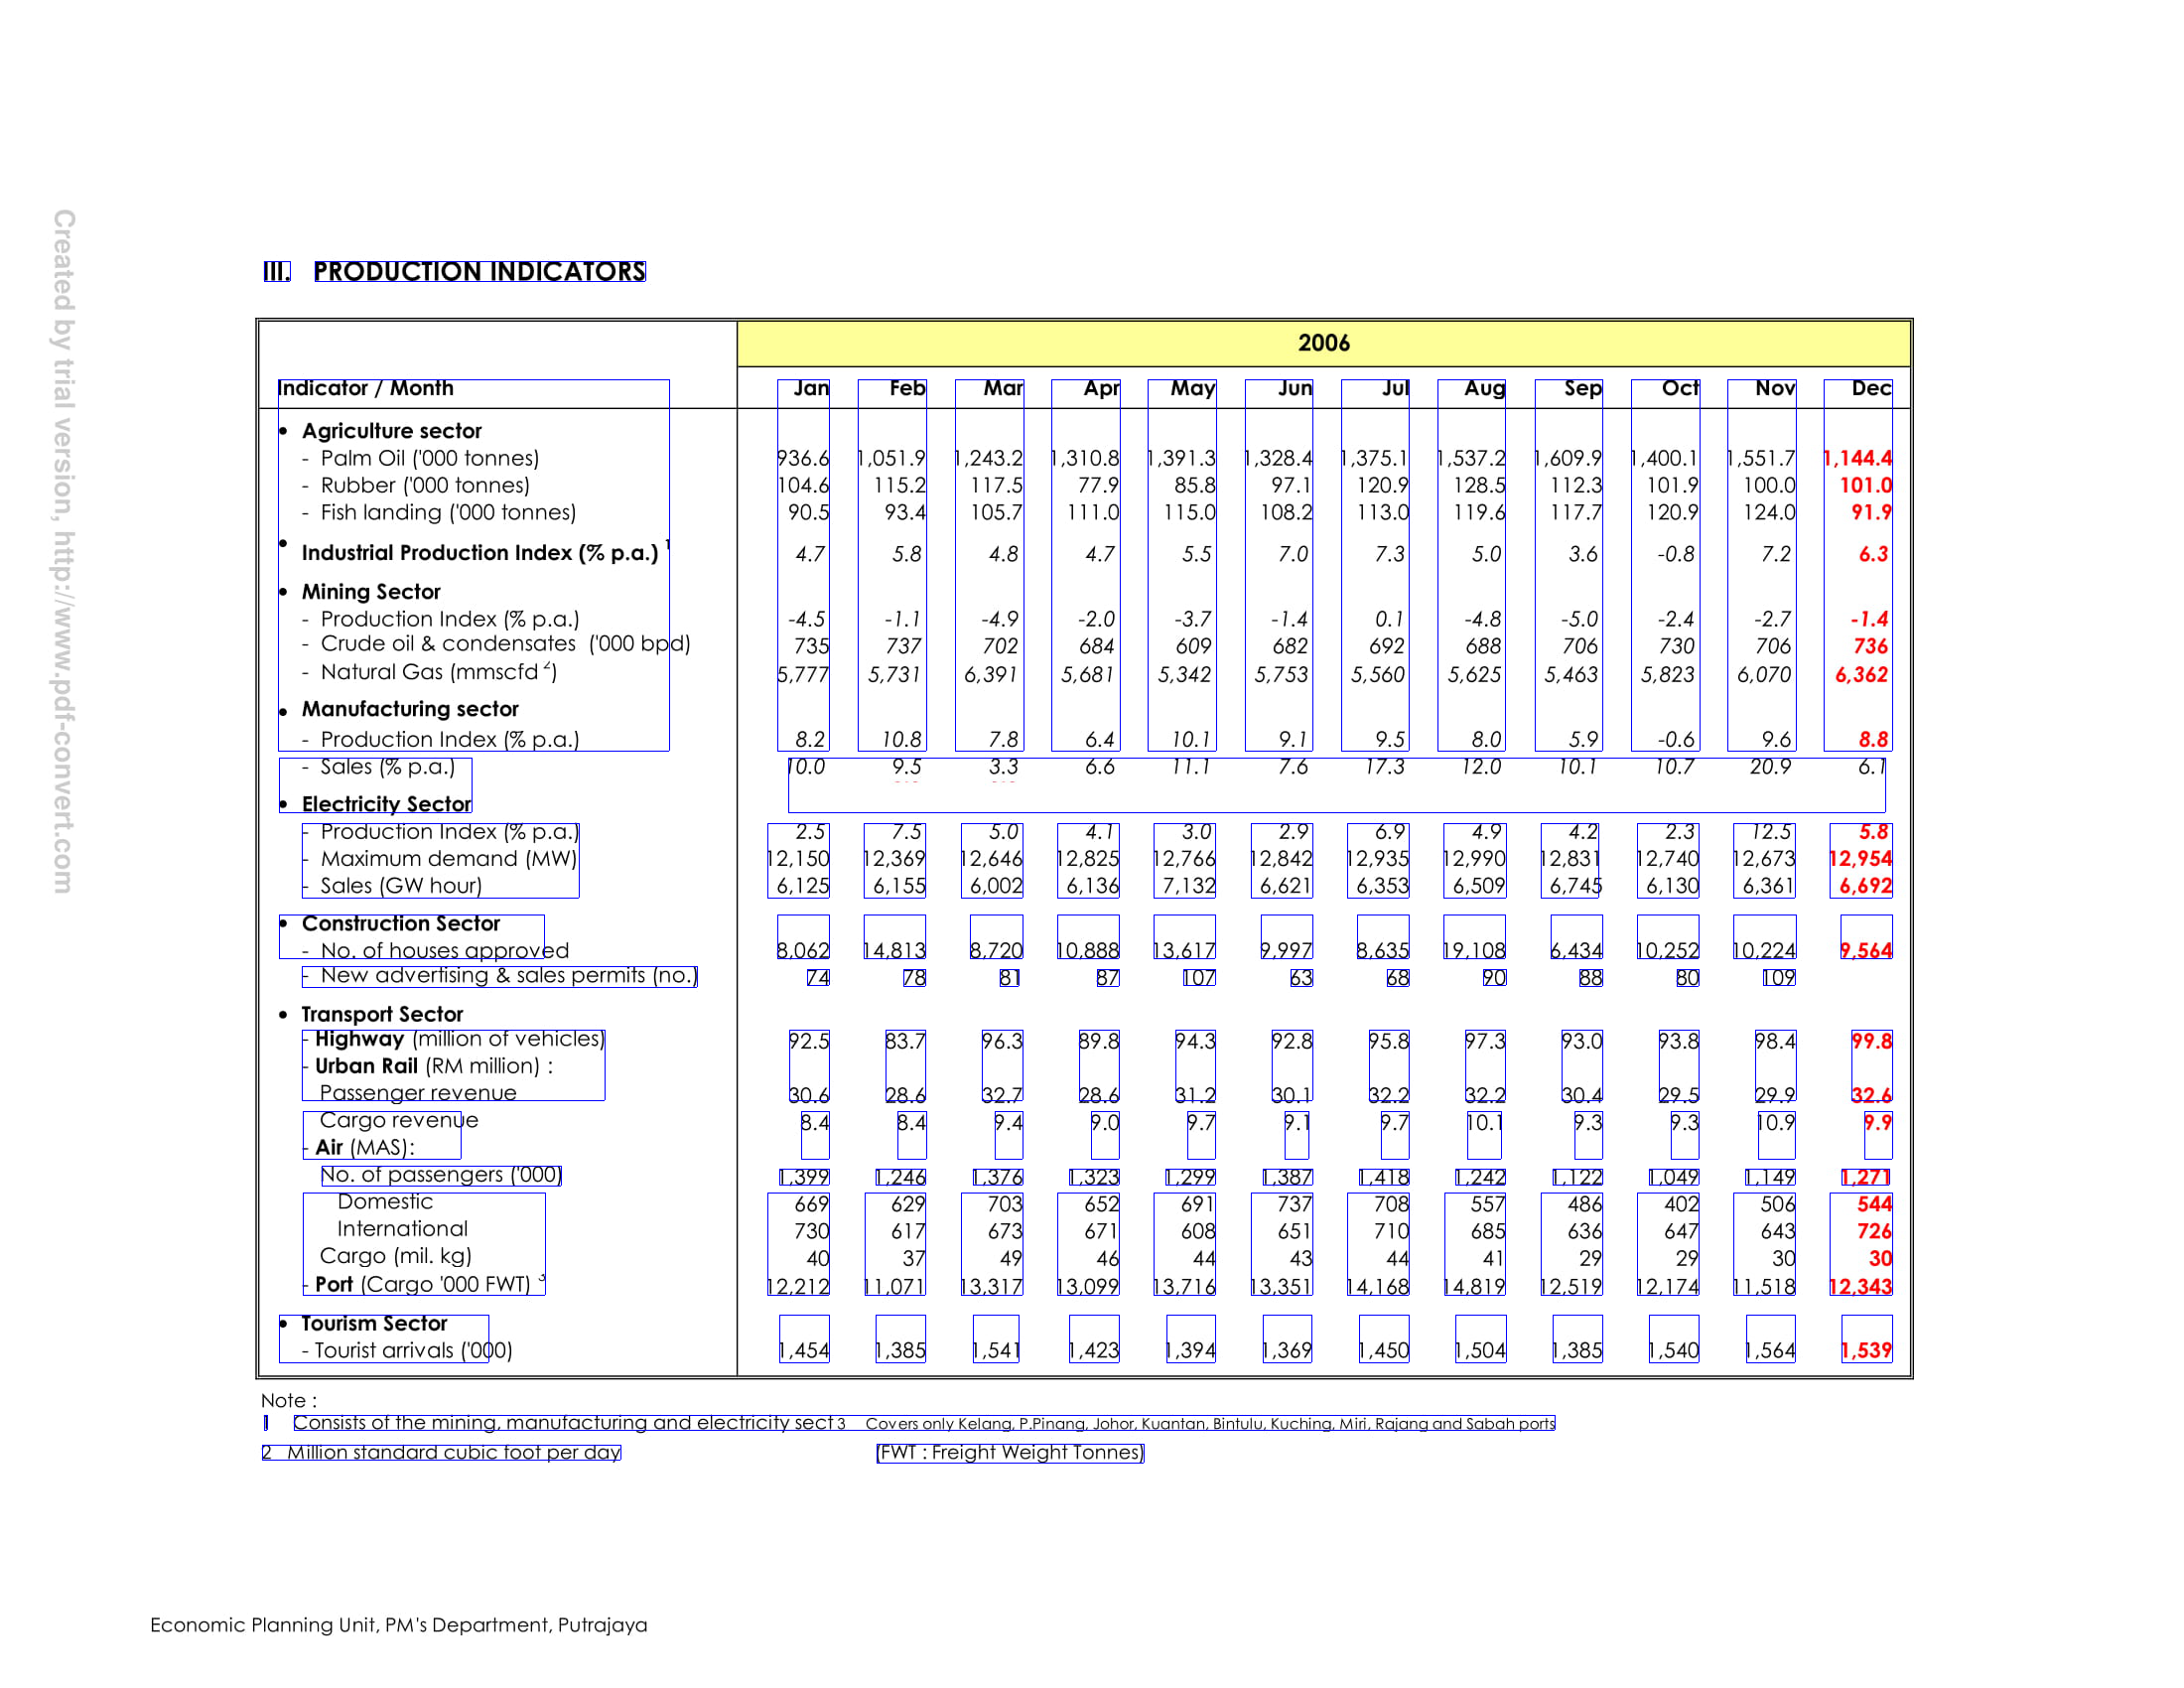 Created by trial version, http://www.pdf-convert.com
III. PRODUCTION INDICATORS
2006
Indicator / Month Jan Feb Mar Apr May Jun Jul Aug Sep Oct Nov Dec
• Agriculture sector
- Palm Oil ('000 tonnes) 936.6 1,051.9 1,243.2 1,310.8 1,391.3 1,328.4 1,375.1 1,537.2 1,609.9 1,400.1 1,551.7 1,144.4
- Rubber ('000 tonnes) 104.6 115.2 117.5 77.9 85.8 97.1 120.9 128.5 112.3 101.9 100.0 101.0
- Fish landing ('000 tonnes) 90.5 93.4 105.7 111.0 115.0 108.2 113.0 119.6 117.7 120.9 124.0 91.9
• Industrial Production Index (% p.a.) 1 4.7 5.8 4.8 4.7 5.5 7.0 7.3 5.0 3.6 -0.8 7.2 6.3
• Mining Sector
- Production Index (% p.a.) -4.5 -1.1 -4.9 -2.0 -3.7 -1.4 0.1 -4.8 -5.0 -2.4 -2.7 -1.4
- Crude oil & condensates ('000 bpd) 735 737 702 684 609 682 692 688 706 730 706 736
- Natural Gas (mmscfd 2) 5,777 5,731 6,391 5,681 5,342 5,753 5,560 5,625 5,463 5,823 6,070 6,362
• Manufacturing sector
- Production Index (% p.a.) 8.2 10.8 7.8 6.4 10.1 9.1 9.5 8.0 5.9 -0.6 9.6 8.8
- Sales (% p.a.) 10.0 9.5 3.3 6.6 11.1 7.6 17.3 12.0 10.1 10.7 20.9 6.1
• Electricity Sector
- Production Index (% p.a.) 2.5 7.5 5.0 4.1 3.0 2.9 6.9 4.9 4.2 2.3 12.5 5.8
- Maximum demand (MW) 12,150 12,369 12,646 12,825 12,766 12,842 12,935 12,990 12,831 12,740 12,673 12,954
- Sales (GW hour) 6,125 6,155 6,002 6,136 7,132 6,621 6,353 6,509 6,745 6,130 6,361 6,692
• Construction Sector
- No. of houses approved 8,062 14,813 8,720 10,888 13,617 9,997 8,635 19,108 6,434 10,252 10,224 9,564
- New advertising & sales permits (no.) 74 78 81 87 107 63 68 90 88 80 109
• Transport Sector
- Highway (million of vehicles) 92.5 83.7 96.3 89.8 94.3 92.8 95.8 97.3 93.0 93.8 98.4 99.8
- Urban Rail (RM million) :
Passenger revenue 30.6 28.6 32.7 28.6 31.2 30.1 32.2 32.2 30.4 29.5 29.9 32.6
Cargo revenue 8.4 8.4 9.4 9.0 9.7 9.1 9.7 10.1 9.3 9.3 10.9 9.9
- Air (MAS):
No. of passengers ('000) 1,399 1,246 1,376 1,323 1,299 1,387 1,418 1,242 1,122 1,049 1,149 1,271
Domestic 669 629 703 652 691 737 708 557 486 402 506 544
International 730 617 673 671 608 651 710 685 636 647 643 726
Cargo (mil. kg) 40 37 49 46 44 43 44 41 29 29 30 30
- Port (Cargo '000 FWT) 3 12,212 11,071 13,317 13,099 13,716 13,351 14,168 14,819 12,519 12,174 11,518 12,343
• Tourism Sector
- Tourist arrivals ('000) 1,454 1,385 1,541 1,423 1,394 1,369 1,450 1,504 1,385 1,540 1,564 1,539
Note :
1 Consists of the mining, manufacturing and electricity sect 3 Covers only Kelang, P.Pinang, Johor, Kuantan, Bintulu, Kuching, Miri, Rajang and Sabah ports
2 Million standard cubic foot per day (FWT : Freight Weight Tonnes)
Economic Planning Unit, PM's Department, Putrajaya